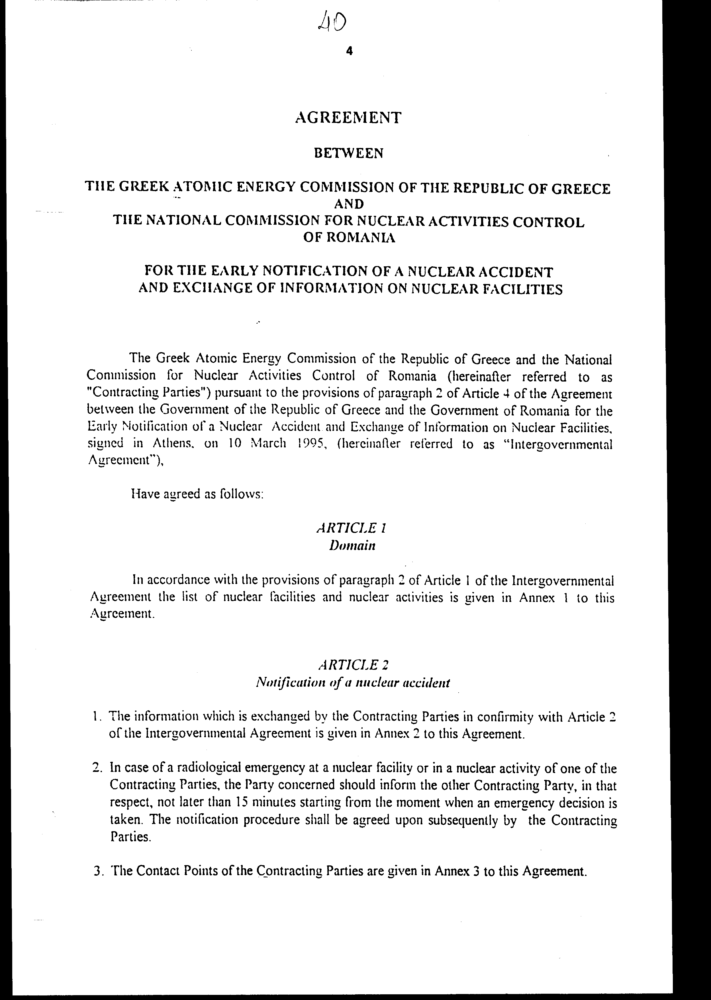 40
4
AGREEMENT
BETWEEN
THE GREEK ATOMIC ENERGY COMMISSION OF THE REPUBLIC OF GREECE
AND
THE NATIONAL COMMISSION FOR NUCLEAR ACTIVITIES CONTROL
OF ROMANIA
FOR THE EARLY NOTIFICATION OF A NUCLEAR ACCIDENT
AND EXCHANGE OF INFORMATION ON NUCLEAR FACILITIES
The Greek Atomic Energy Commission of the Republic of Greece and the National
Commission for Nuclear Activities Control of Romania (hereinafter referred to as
"Contracting Parties") pursuant to the provisions of paragraph 2 of Article 4 of the Agreement
between the Government of the Republic of Greece and the Government of Romania for the
Early Notification of a Nuclear Accident and Exchange of Information on Nuclear Facilities,
signed in Athens, on 10 March 1995, (hereinafter referred to as “Intergovernmental
Agreement”),
Have agreed as follows:
ARTICLE 1
Domain
In accordance with the provisions of paragraph 2 of Article 1 of the Intergovernmental
Agreement the list of nuclear facilities and nuclear activities is given in Annex 1 to this
Agreement.
ARTICLE 2
Notification of a nuclear accident
1. The information which is exchanged by the Contracting Parties in confirmity with Article 2
of the Intergovernmental Agreement is given in Annex 2 to this Agreement.
2. In case of a radiological emergency at a nuclear facility or in a nuclear activity of one of the
Contracting Parties, the Party concerned should inform the other Contracting Party, in that
respect, not later than 15 minutes starting from the moment when an emergency decision is
taken. The notification procedure shall be agreed upon subsequently by the Contracting
Parties.
3. The Contact Points of the Contracting Parties are given in Annex 3 to this Agreement.